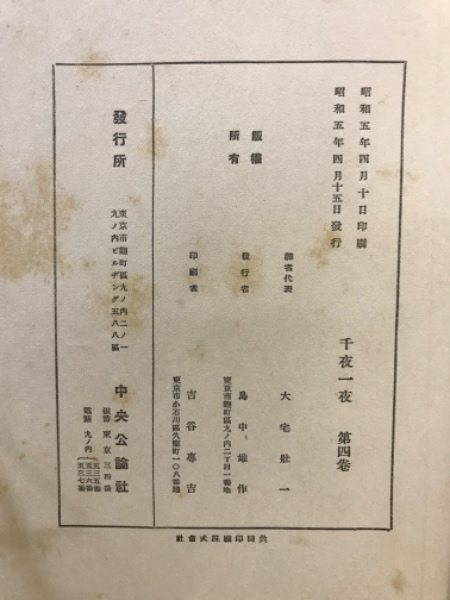 昭和五年四月十日印刷
昭和五年四月十五日發行
千夜一夜 第四卷
版權
所有
譯者代表 大宅壯一
發行者 島中雄作
東京市麴町區丸ノ内二丁目一番地
印刷者 吉谷專吉
東京市小石川區久堅町一〇八番地
發行所 中央公論社
東京市麴町區丸ノ内二ノ一
丸ノ内ビルヂング五八八區
振替東京三四番
電話丸ノ内
共同印刷株式會社